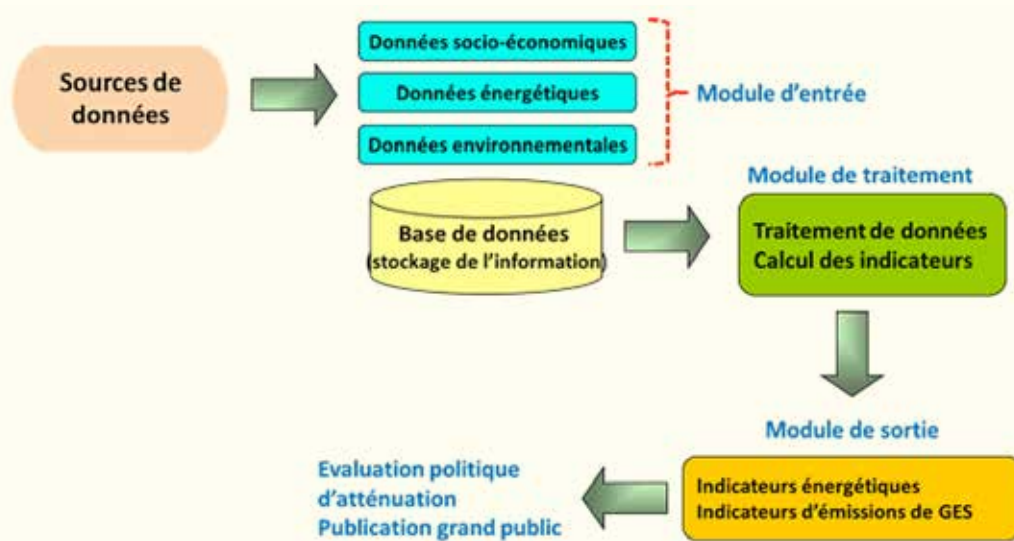 Sources de
données
Données socio-économiques
Données énergétiques
Données environnementales
Module d'entrée
Base de données
(stockage de l'information)
Module de traitement
Traitement de données
Calcul des indicateurs
Module de sortie
Indicateurs énergétiques
Indicateurs d'émissions de GES
Evaluation politique
d'atténuation
Publication grand public